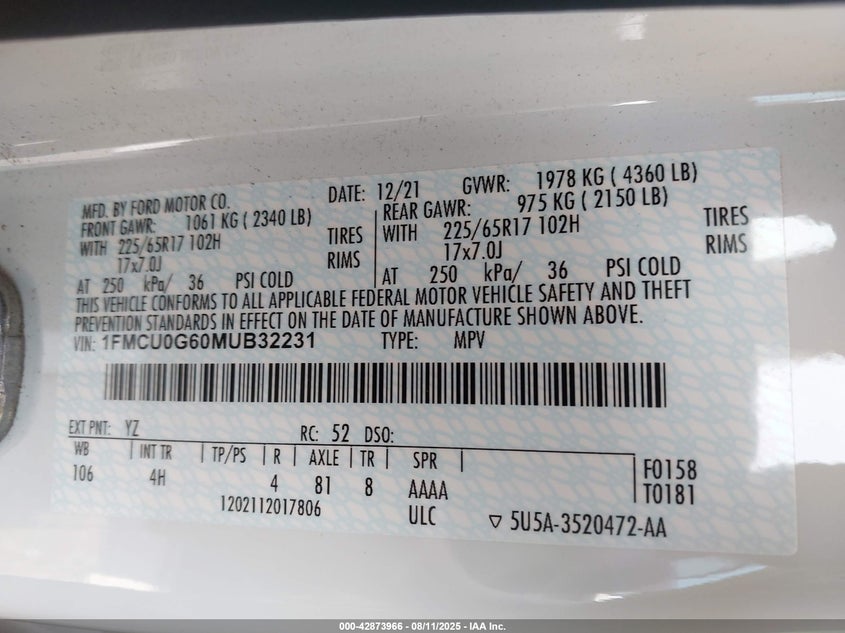 MFD. BY FORD MOTOR CO. DATE: 12/21 GVWR: 1978 KG ( 4360 LB)
FRONT GAWR: 1061 KG ( 2340 LB) REAR GAWR: 975 KG ( 2150 LB)
WITH 225/65R17 102H TIRES WITH 225/65R17 102H TIRES
17x7.0J RIMS 17x7.0J RIMS
AT 250 kPa/ 36 PSI COLD AT 250 kPa/ 36 PSI COLD
THIS VEHICLE CONFORMS TO ALL APPLICABLE FEDERAL MOTOR VEHICLE SAFETY AND THEFT
PREVENTION STANDARDS IN EFFECT ON THE DATE OF MANUFACTURE SHOWN ABOVE.
VIN: 1FMCU0G60MUB32231 TYPE: MPV
EXT PNT: YZ RC: 52 DSO:
WB INT TR TP/PS R AXLE TR SPR F0158
106 4H 4 81 8 AAAA T0181
1202112017806 ULC ▽ 5U5A-3520472-AA
000-42873966 - 08/11/2025 - IAA Inc.